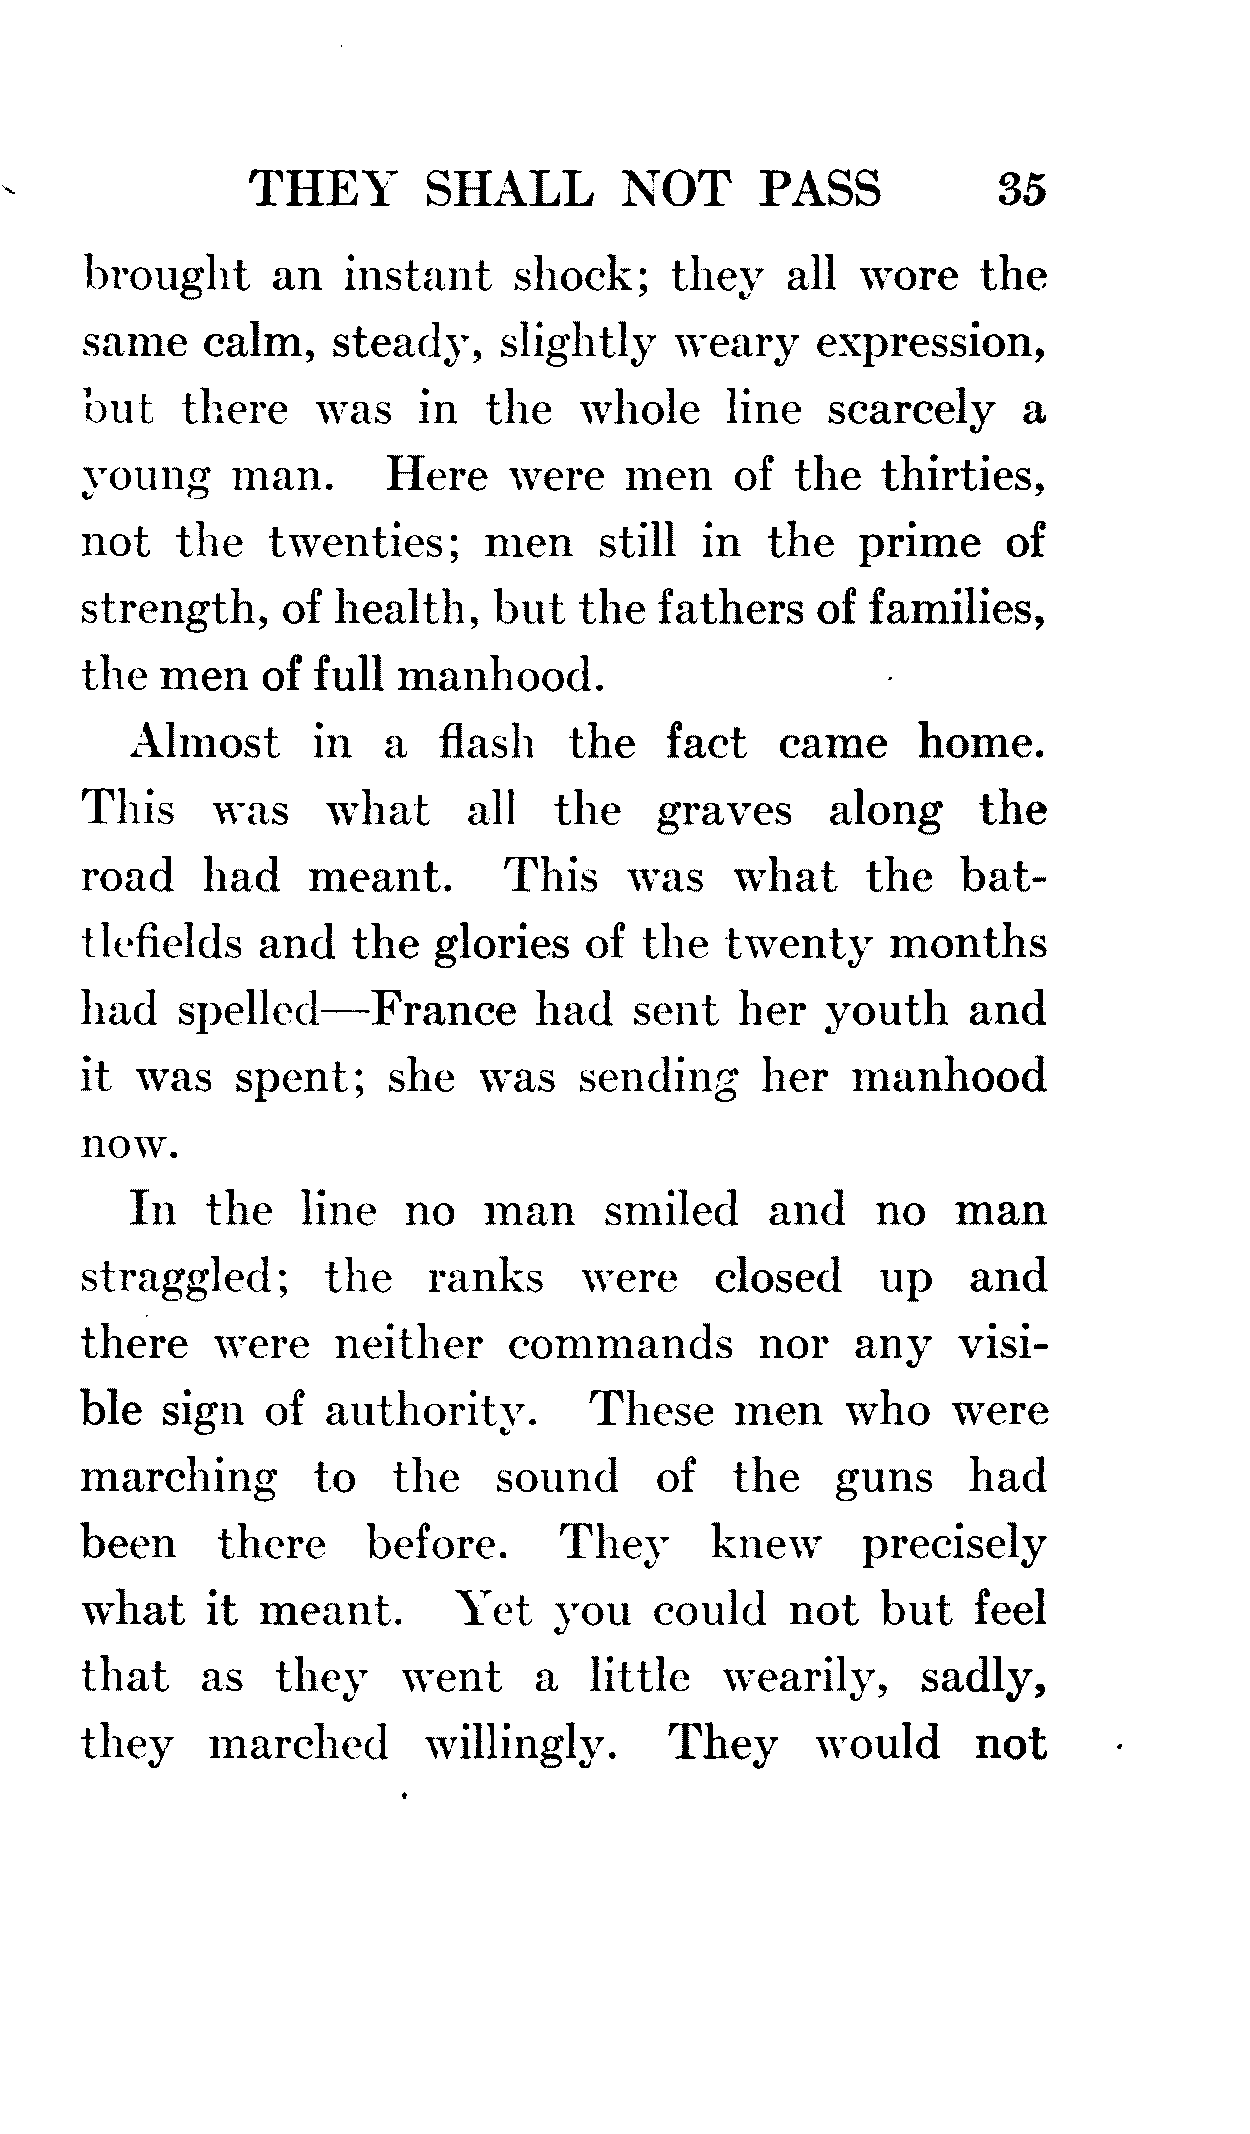 THEY SHALL NOT PASS 35
brought an instant shock; they all wore the
same calm, steady, slightly weary expression,
but there was in the whole line scarcely a
young man. Here were men of the thirties,
not the twenties; men still in the prime of
strength, of health, but the fathers of families,
the men of full manhood.
Almost in a flash the fact came home.
This was what all the graves along the
road had meant. This was what the bat-
tlefields and the glories of the twenty months
had spelled—France had sent her youth and
it was spent; she was sending her manhood
now.
In the line no man smiled and no man
straggled; the ranks were closed up and
there were neither commands nor any visi-
ble sign of authority. These men who were
marching to the sound of the guns had
been there before. They knew precisely
what it meant. Yet you could not but feel
that as they went a little wearily, sadly,
they marched willingly. They would not